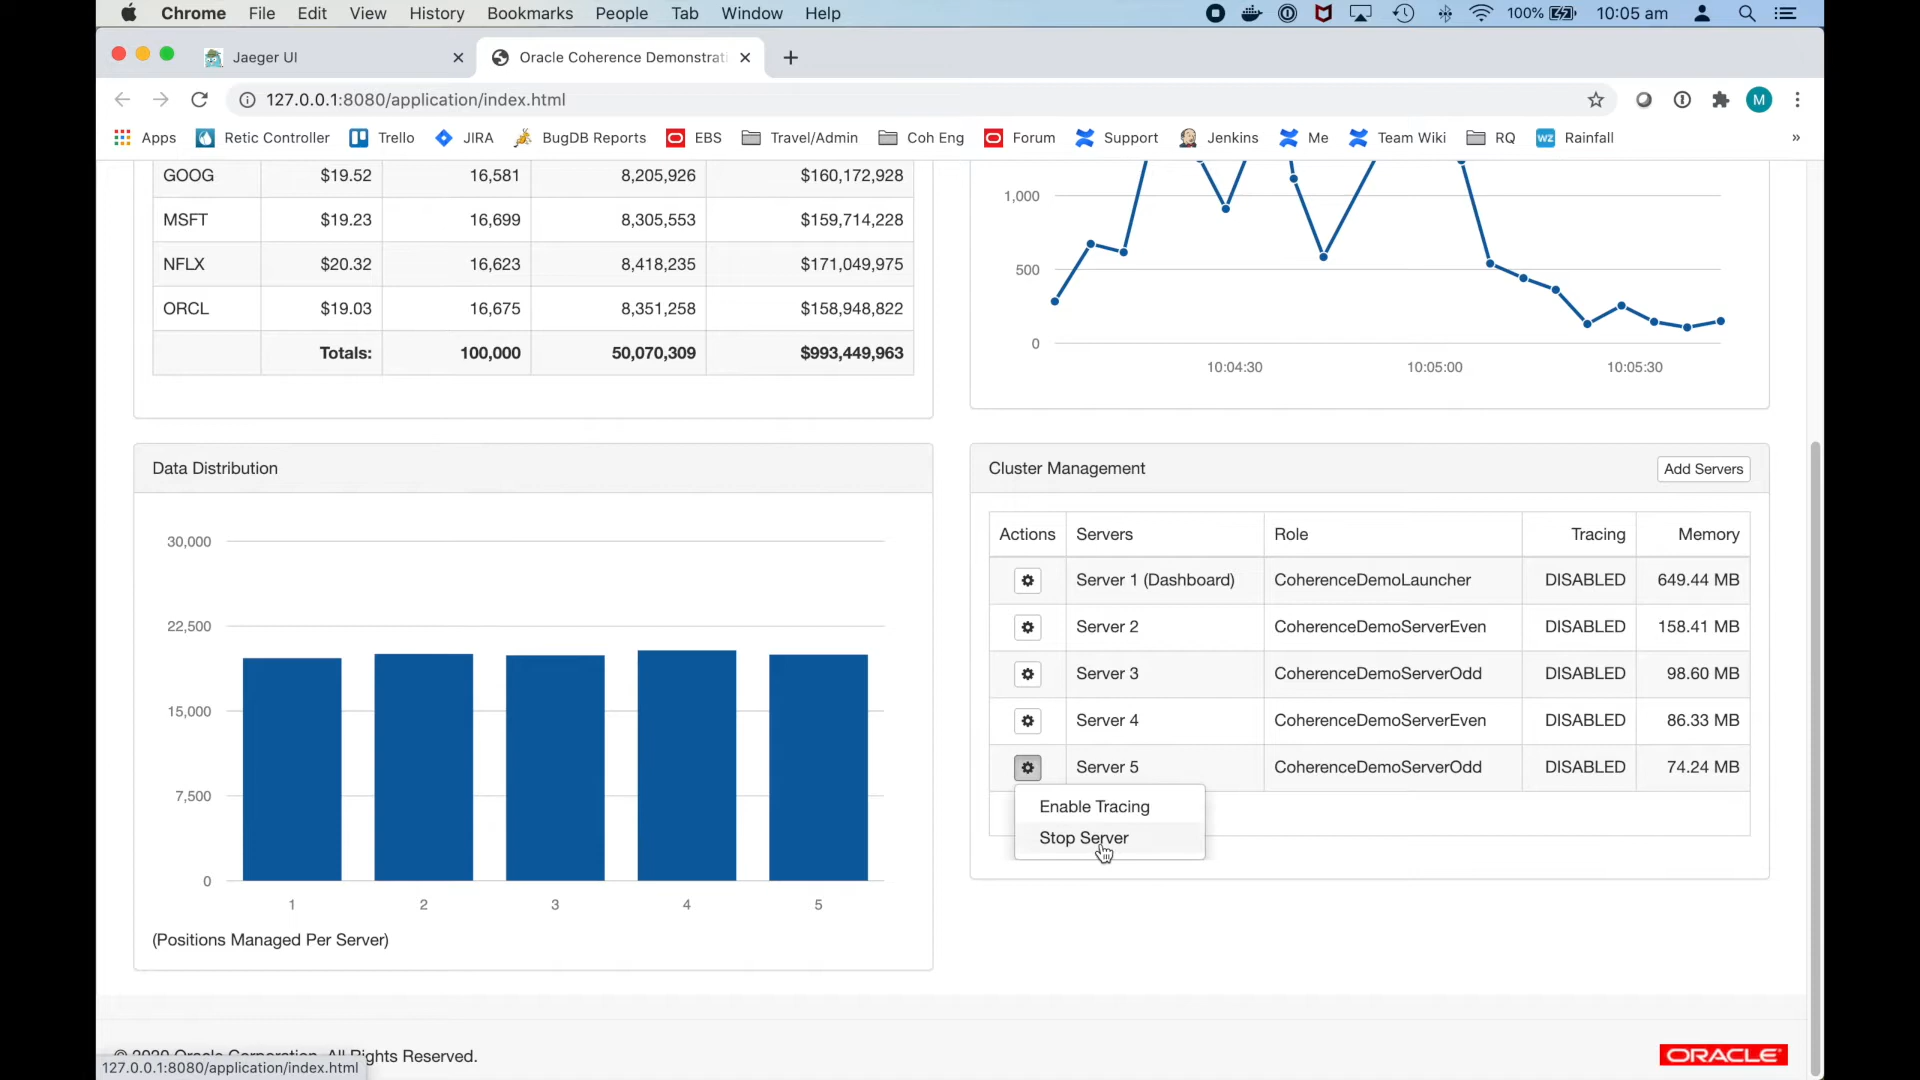 Chrome File Edit View History Bookmarks People Tab Window Help 100% 10:05 am
Jaeger UI Oracle Coherence Demonstrati
127.0.0.1:8080/application/index.html M
Apps Retic Controller Trello JIRA BugDB Reports EBS Travel/Admin Coh Eng Forum Support Jenkins Me Team Wiki RQ WZ Rainfall »
GOOG $19.52 16,581 8,205,926 $160,172,928
MSFT $19.23 16,699 8,305,553 $159,714,228
NFLX $20.32 16,623 8,418,235 $171,049,975
ORCL $19.03 16,675 8,351,258 $158,948,822
Totals: 100,000 50,070,309 $993,449,963
1,000
500
0
10:04:30 10:05:00 10:05:30
Data Distribution
30,000
22,500
15,000
7,500
0
1 2 3 4 5
(Positions Managed Per Server)
Cluster Management Add Servers
Actions Servers Role Tracing Memory
Server 1 (Dashboard) CoherenceDemoLauncher DISABLED 649.44 MB
Server 2 CoherenceDemoServerEven DISABLED 158.41 MB
Server 3 CoherenceDemoServerOdd DISABLED 98.60 MB
Server 4 CoherenceDemoServerEven DISABLED 86.33 MB
Server 5 CoherenceDemoServerOdd DISABLED 74.24 MB
Enable Tracing
Stop Server
© 2020 Oracle Corporation. All Rights Reserved.
127.0.0.1:8080/application/index.html
ORACLE